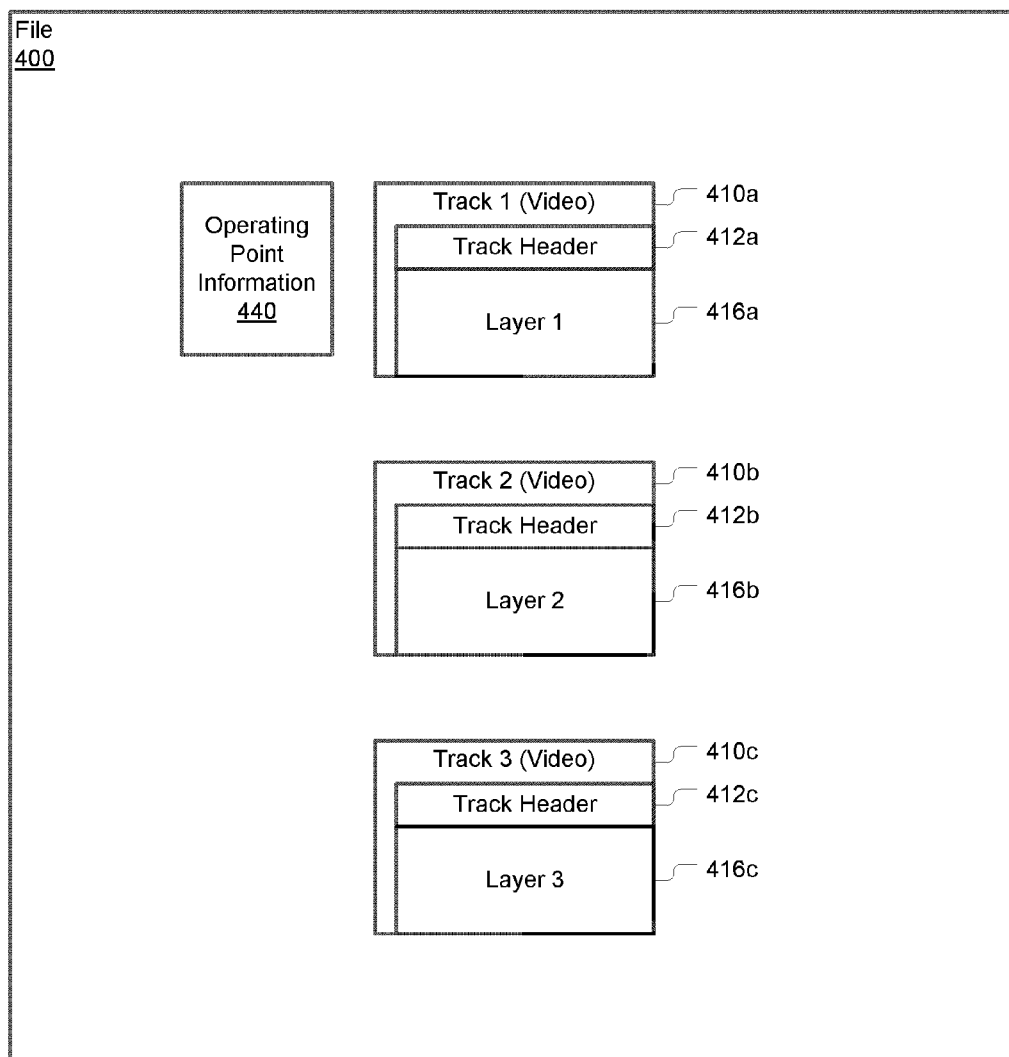 File
400
Operating
Point
Information
440
Track 1 (Video)
410a
Track Header
412a
Layer 1
416a
Track 2 (Video)
410b
Track Header
412b
Layer 2
416b
Track 3 (Video)
410c
Track Header
412c
Layer 3
416c